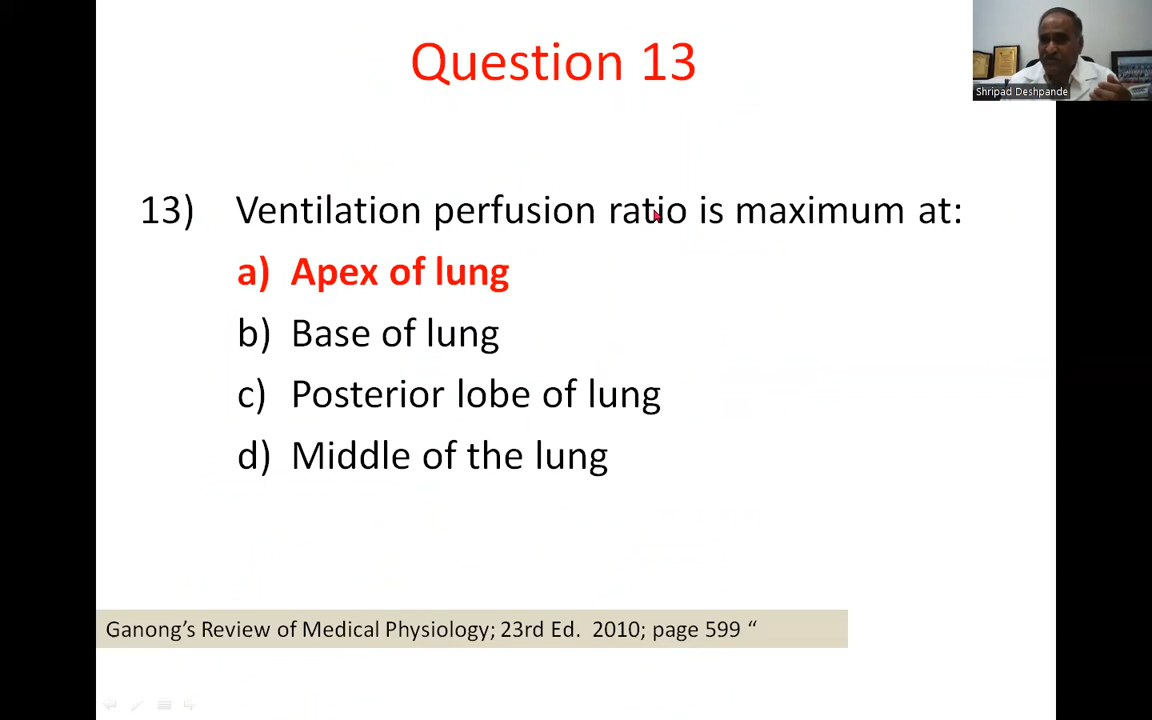 Question 13
Shripad Deshpande
13) Ventilation perfusion ratio is maximum at:
a) Apex of lung
b) Base of lung
c) Posterior lobe of lung
d) Middle of the lung
Ganong's Review of Medical Physiology; 23rd Ed. 2010; page 599 “